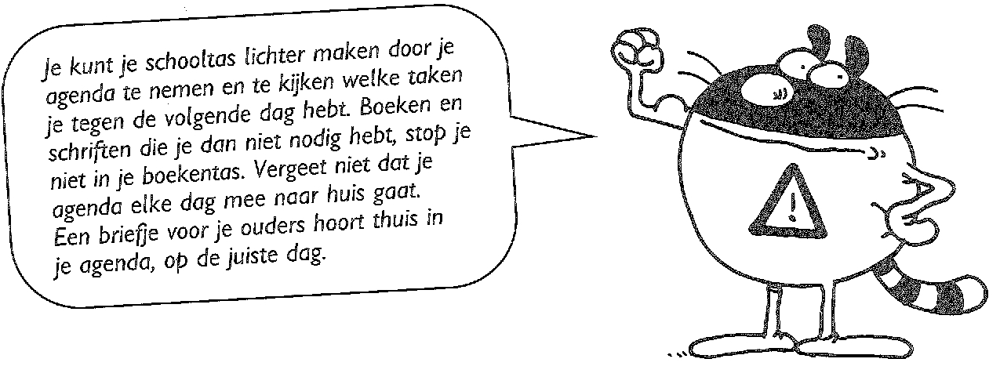 Je kunt je schooltas lichter maken door je
agenda te nemen en te kijken welke taken
je tegen de volgende dag hebt. Boeken en
schriften die je dan niet nodig hebt, stop je
niet in je boekentas. Vergeet niet dat je
agenda elke dag mee naar huis gaat.
Een briefje voor je ouders hoort thuis in
je agenda, op de juiste dag.
!